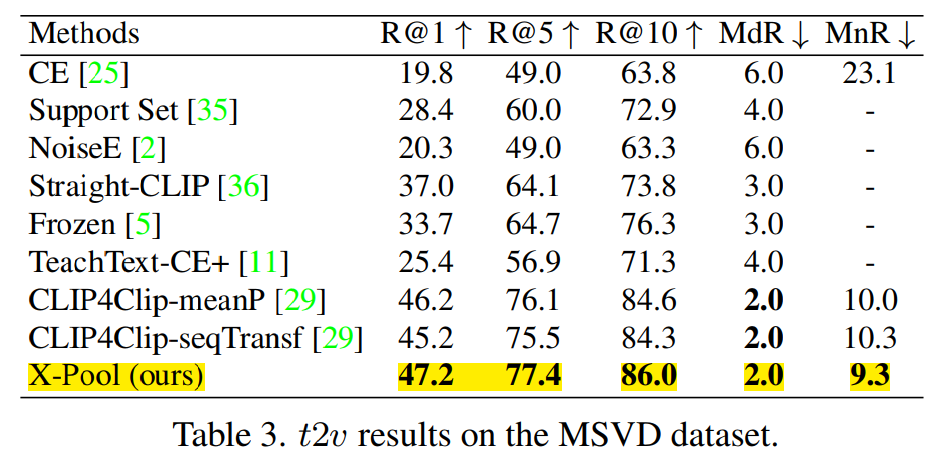 Methods R@1 ↑ R@5 ↑ R@10 ↑ MdR ↓ MnR ↓
CE [25] 19.8 49.0 63.8 6.0 23.1
Support Set [35] 28.4 60.0 72.9 4.0 -
NoiseE [2] 20.3 49.0 63.3 6.0 -
Straight-CLIP [36] 37.0 64.1 73.8 3.0 -
Frozen [5] 33.7 64.7 76.3 3.0 -
TeachText-CE+ [11] 25.4 56.9 71.3 4.0 -
CLIP4Clip-meanP [29] 46.2 76.1 84.6 2.0 10.0
CLIP4Clip-seqTransf [29] 45.2 75.5 84.3 2.0 10.3
X-Pool (ours) 47.2 77.4 86.0 2.0 9.3
Table 3. t2v results on the MSVD dataset.